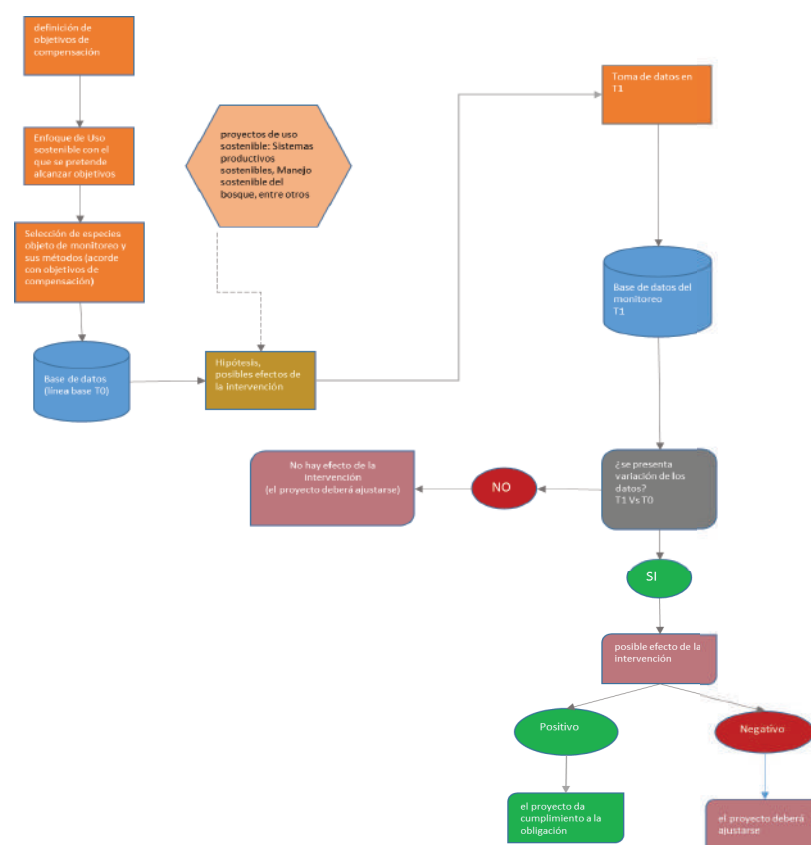 definición de
objetivos de
compensación
Enfoque de Uso
sostenible con el
que se pretende
alcanzar objetivos
Selección de especies
objeto de monitoreo y
sus métodos (acorde
con objetivos de
compensación)
Base de datos
(línea base T0)
proyectos de uso
sostenible: Sistemas
productivos
sostenibles, Manejo
sostenible del
bosque, entre otros
Hipótesis,
posibles efectos de
la intervención
Toma de datos en
T1
Base de datos del
monitoreo
T1
¿se presenta
variación de los
datos?
T1 Vs T0
NO
No hay efecto de la
intervención
(el proyecto deberá ajustarse)
SI
posible efecto de la
intervención
Positivo
Negativo
el proyecto da
cumplimiento a la
obligación
el proyecto deberá
ajustarse